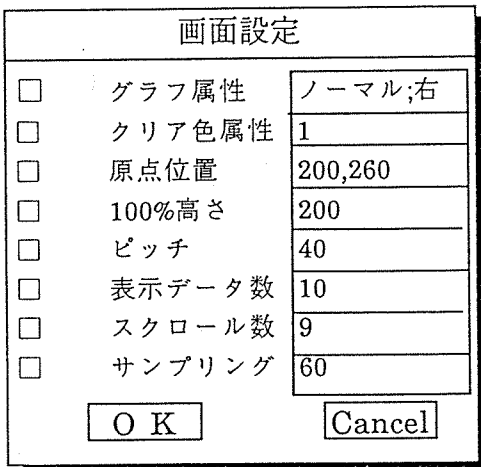 画面設定
グラフ属性 ノーマル;右
クリア色属性 1
原点位置 200,260
100%高さ 200
ピッチ 40
表示データ数 10
スクロール数 9
サンプリング 60
OK Cancel